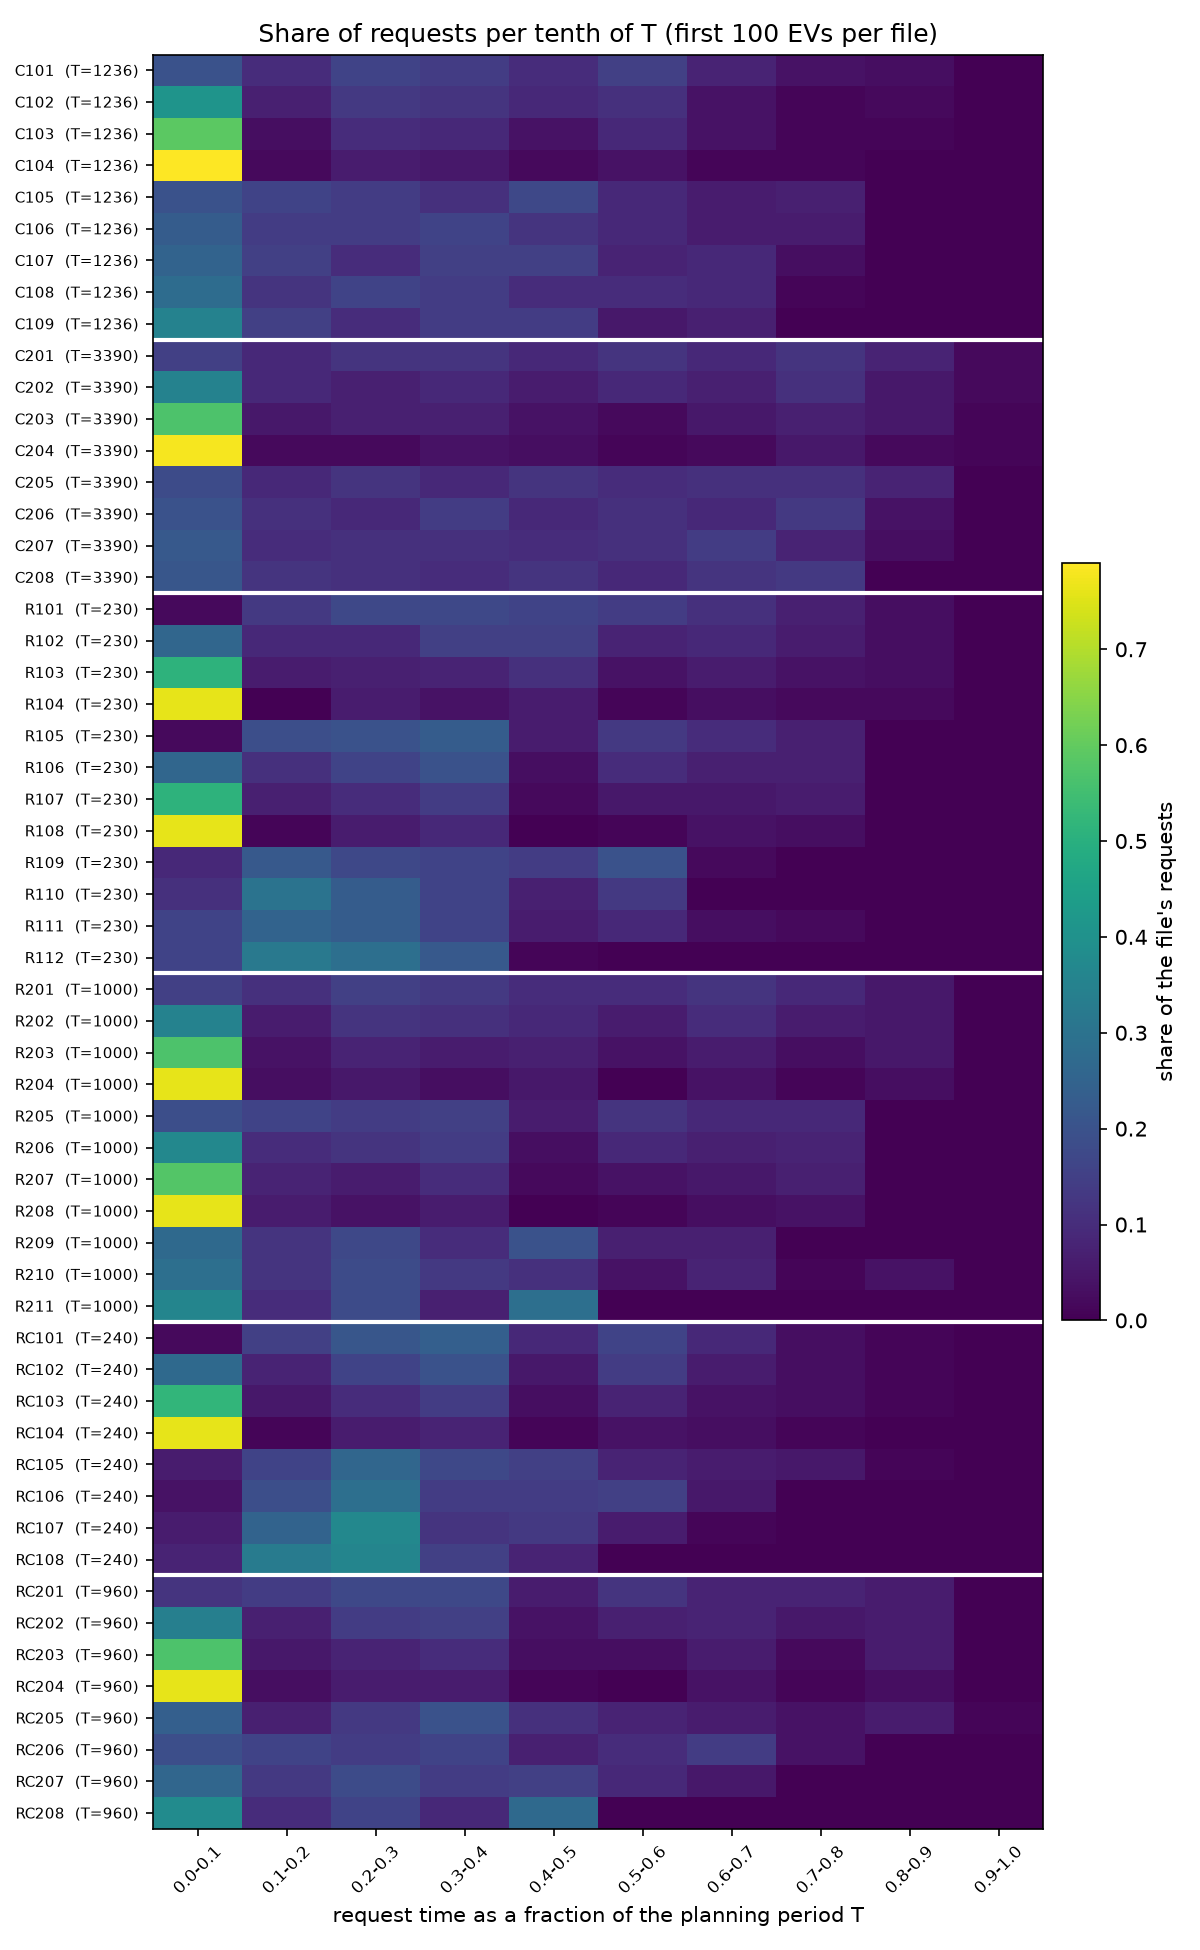 Share of requests per tenth of T (first 100 EVs per file)
C101 (T=1236)
C102 (T=1236)
C103 (T=1236)
C104 (T=1236)
C105 (T=1236)
C106 (T=1236)
C107 (T=1236)
C108 (T=1236)
C109 (T=1236)
C201 (T=3390)
C202 (T=3390)
C203 (T=3390)
C204 (T=3390)
C205 (T=3390)
C206 (T=3390)
C207 (T=3390)
C208 (T=3390)
R101 (T=230)
R102 (T=230)
R103 (T=230)
R104 (T=230)
R105 (T=230)
R106 (T=230)
R107 (T=230)
R108 (T=230)
R109 (T=230)
R110 (T=230)
R111 (T=230)
R112 (T=230)
R201 (T=1000)
R202 (T=1000)
R203 (T=1000)
R204 (T=1000)
R205 (T=1000)
R206 (T=1000)
R207 (T=1000)
R208 (T=1000)
R209 (T=1000)
R210 (T=1000)
R211 (T=1000)
RC101 (T=240)
RC102 (T=240)
RC103 (T=240)
RC104 (T=240)
RC105 (T=240)
RC106 (T=240)
RC107 (T=240)
RC108 (T=240)
RC201 (T=960)
RC202 (T=960)
RC203 (T=960)
RC204 (T=960)
RC205 (T=960)
RC206 (T=960)
RC207 (T=960)
RC208 (T=960)
0.0-0.1
0.1-0.2
0.2-0.3
0.3-0.4
0.4-0.5
0.5-0.6
0.6-0.7
0.7-0.8
0.8-0.9
0.9-1.0
request time as a fraction of the planning period T
0.7
0.6
0.5
0.4
0.3
0.2
0.1
0.0
share of the file's requests